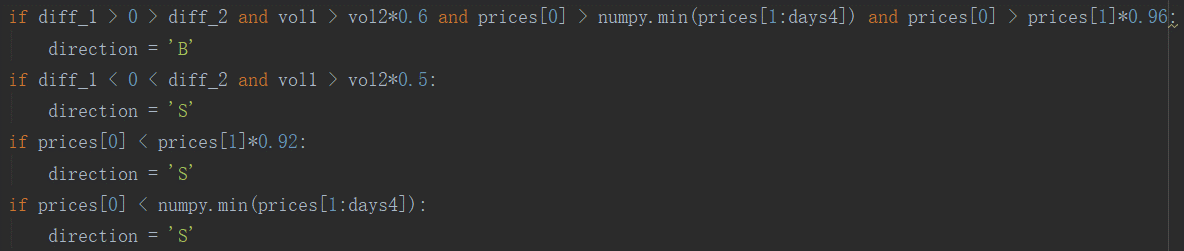 if diff_1 > 0 > diff_2 and vol1 > vol2*0.6 and prices[0] > numpy.min(prices[1:days4]) and prices[0] > prices[1]*0.96:
    direction = 'B'
if diff_1 < 0 < diff_2 and vol1 > vol2*0.5:
    direction = 'S'
if prices[0] < prices[1]*0.92:
    direction = 'S'
if prices[0] < numpy.min(prices[1:days4]):
    direction = 'S'